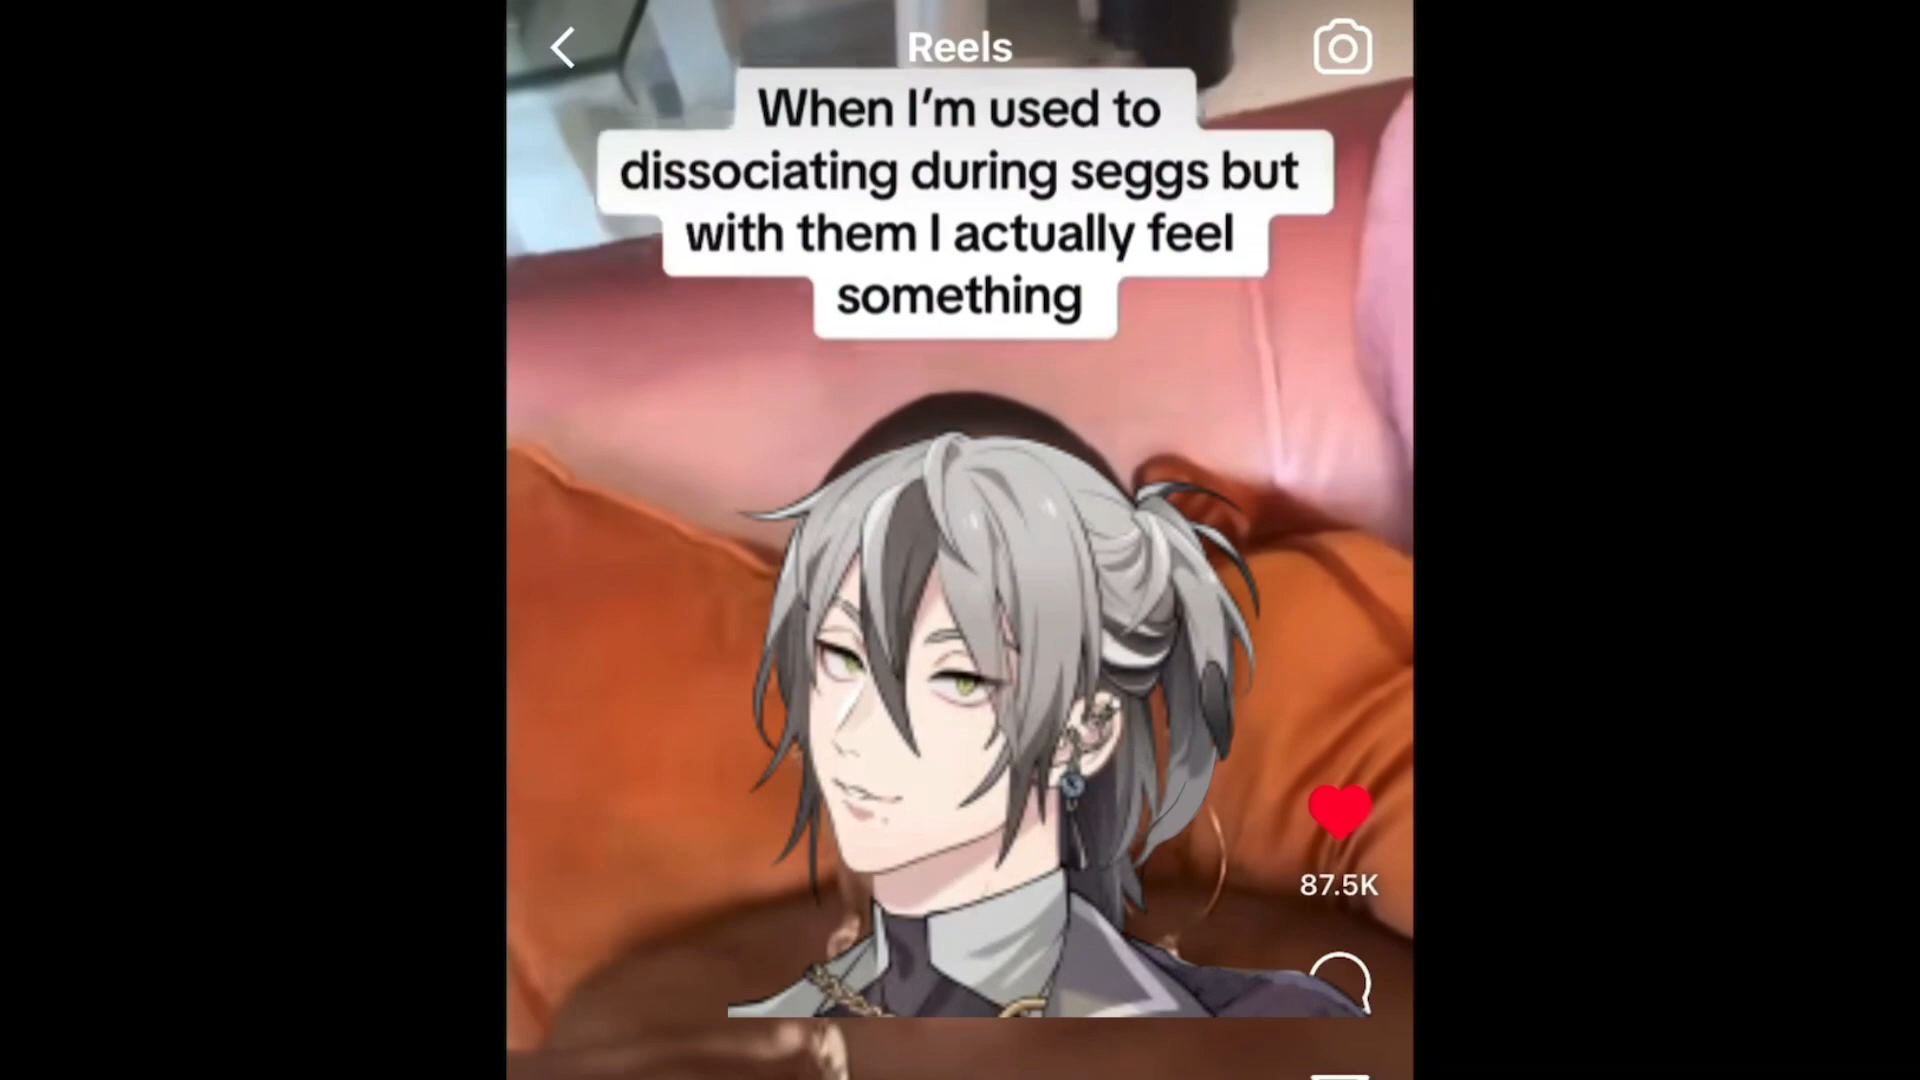 Reels
When I'm used to
dissociating during seggs but
with them I actually feel
something
87.5K